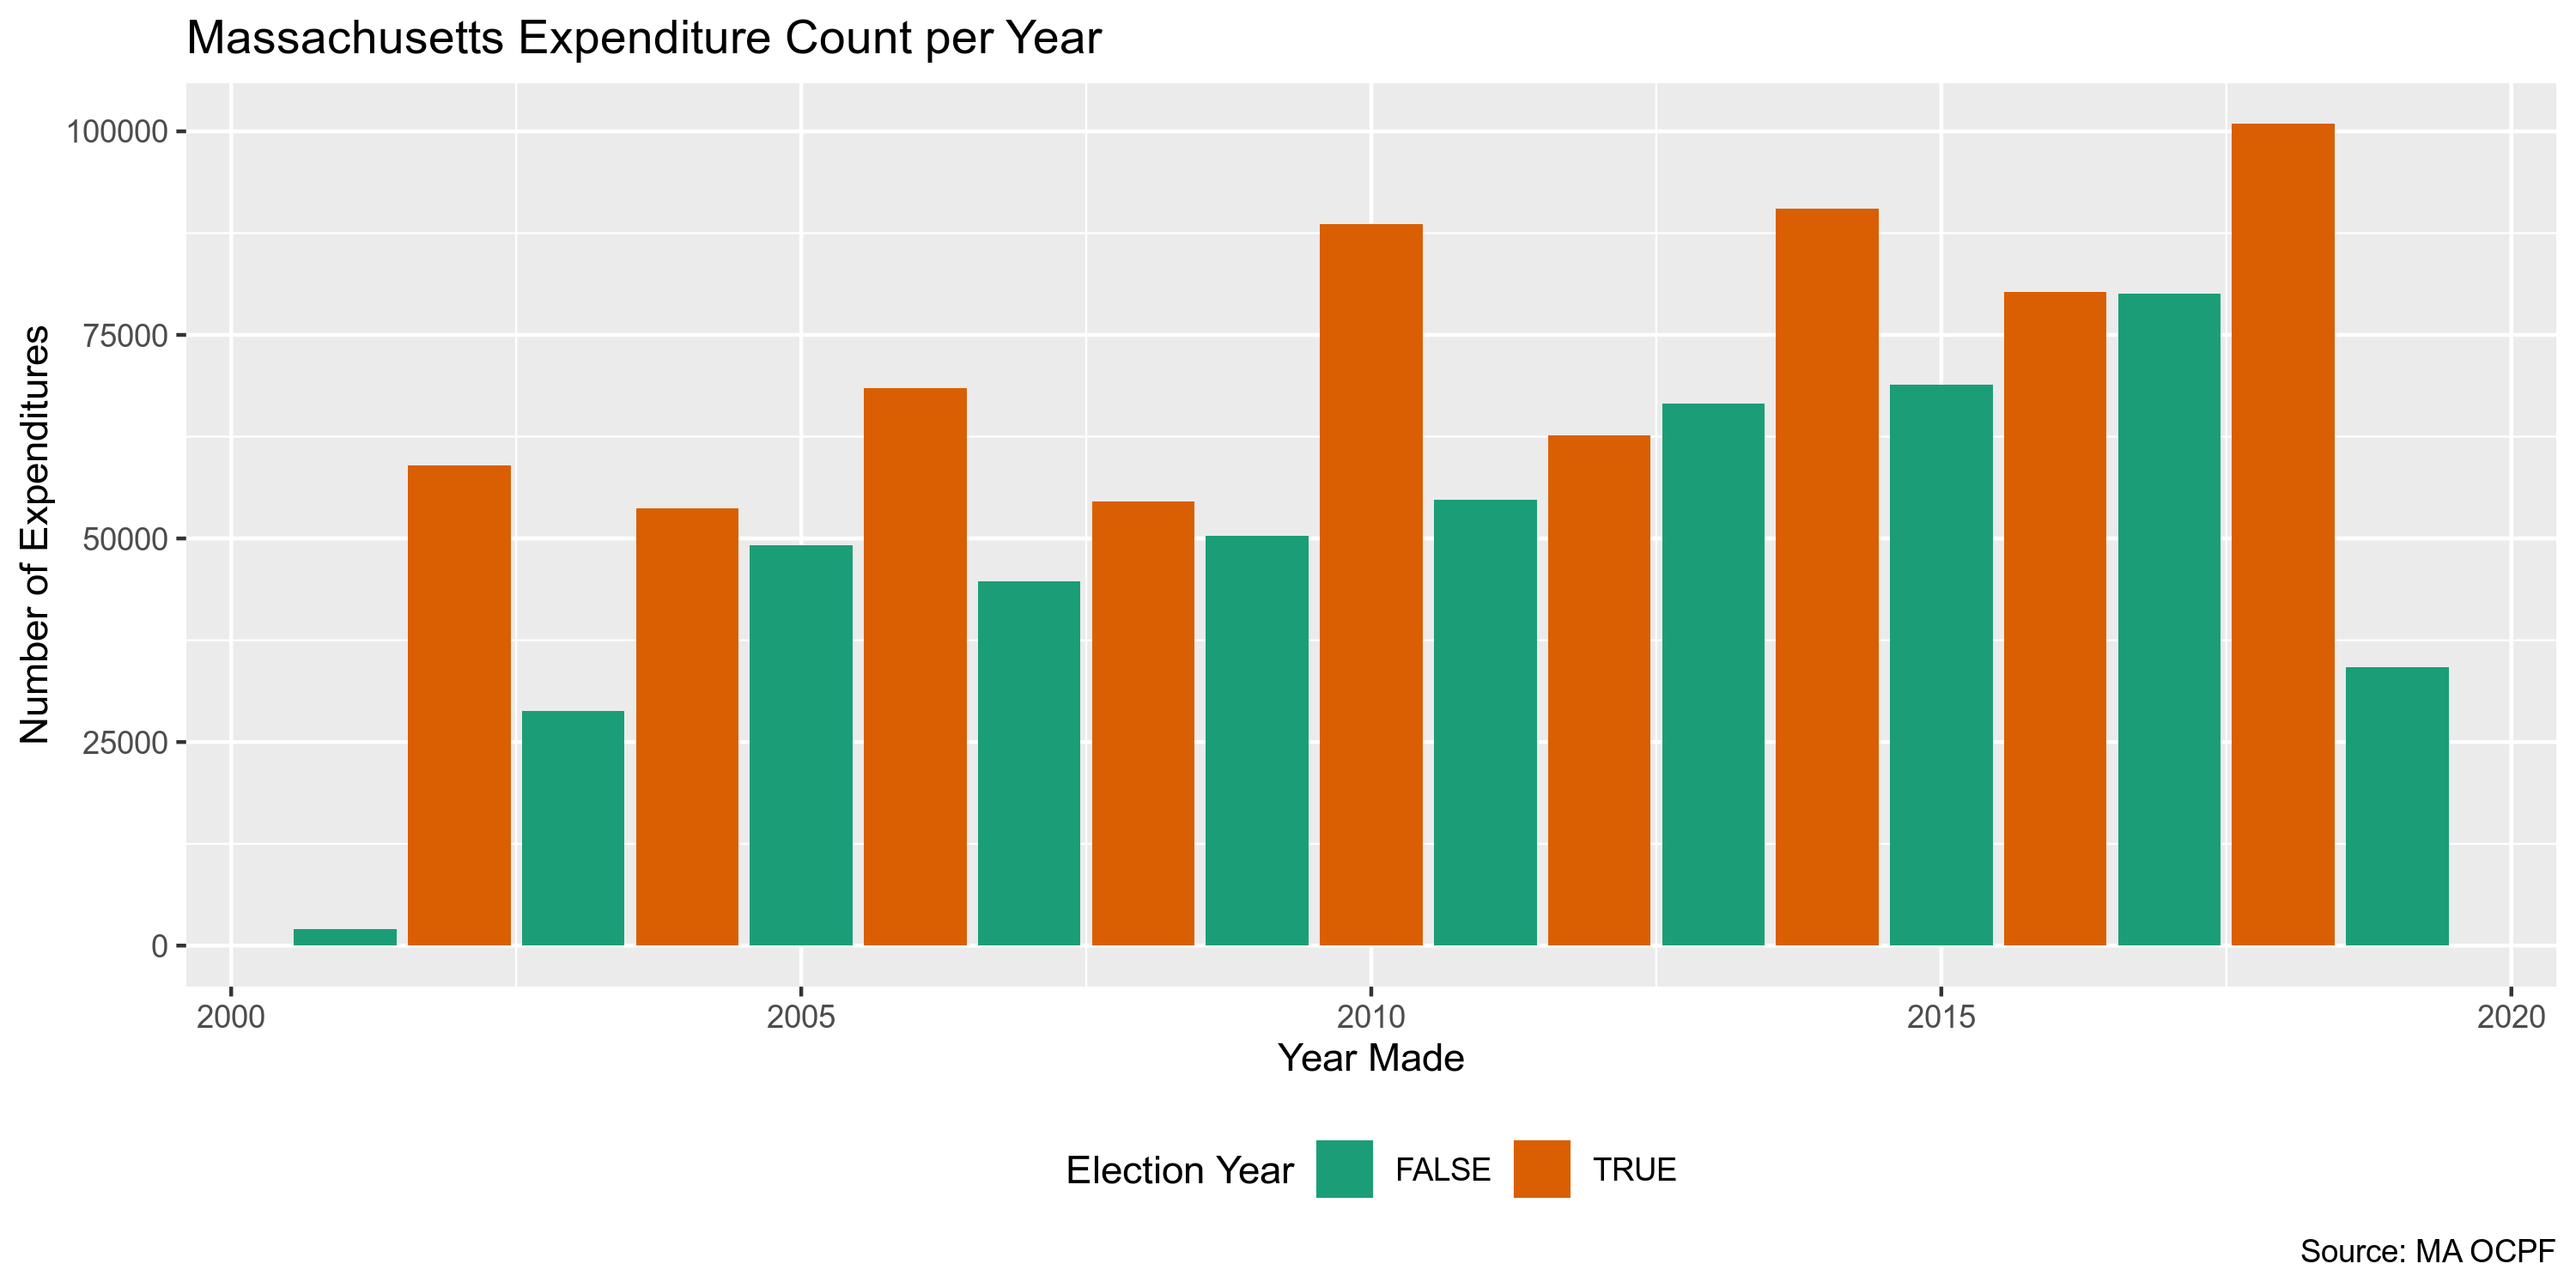 Massachusetts Expenditure Count per Year
Number of Expenditures
100000
75000
50000
25000
0
2000 2005 2010 2015 2020
Year Made
Election Year FALSE TRUE
Source: MA OCPF